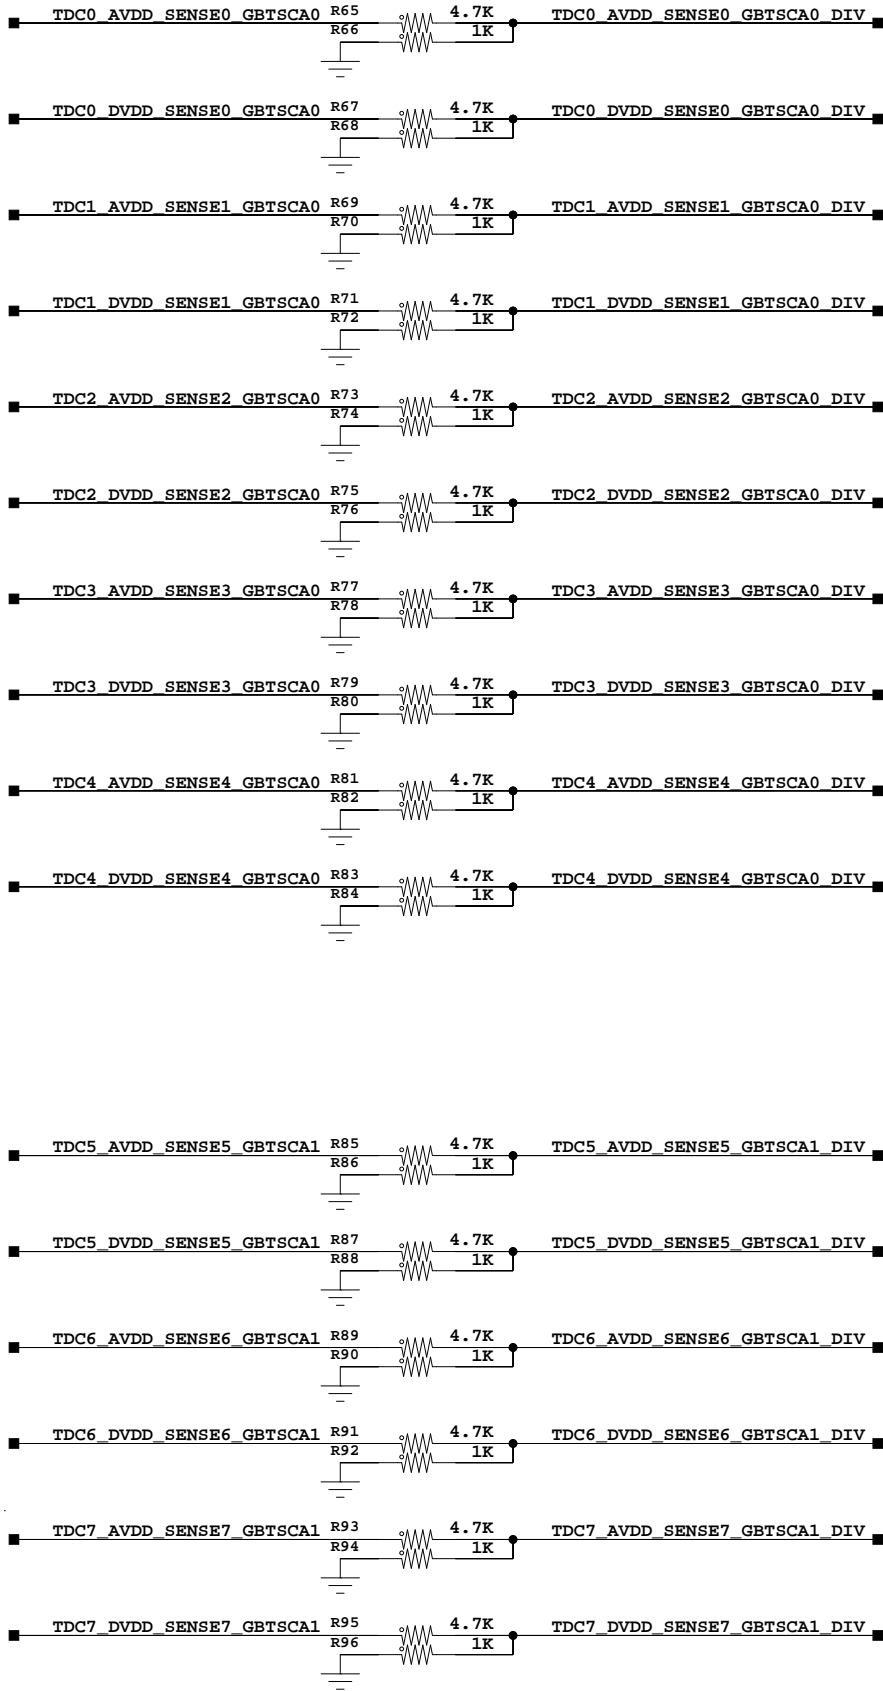 TDC0_AVDD_SENSE0_GBTSCA0 R65 4.7K TDC0_AVDD_SENSE0_GBTSCA0_DIV
R66 1K
TDC0_DVDD_SENSE0_GBTSCA0 R67 4.7K TDC0_DVDD_SENSE0_GBTSCA0_DIV
R68 1K
TDC1_AVDD_SENSE1_GBTSCA0 R69 4.7K TDC1_AVDD_SENSE1_GBTSCA0_DIV
R70 1K
TDC1_DVDD_SENSE1_GBTSCA0 R71 4.7K TDC1_DVDD_SENSE1_GBTSCA0_DIV
R72 1K
TDC2_AVDD_SENSE2_GBTSCA0 R73 4.7K TDC2_AVDD_SENSE2_GBTSCA0_DIV
R74 1K
TDC2_DVDD_SENSE2_GBTSCA0 R75 4.7K TDC2_DVDD_SENSE2_GBTSCA0_DIV
R76 1K
TDC3_AVDD_SENSE3_GBTSCA0 R77 4.7K TDC3_AVDD_SENSE3_GBTSCA0_DIV
R78 1K
TDC3_DVDD_SENSE3_GBTSCA0 R79 4.7K TDC3_DVDD_SENSE3_GBTSCA0_DIV
R80 1K
TDC4_AVDD_SENSE4_GBTSCA0 R81 4.7K TDC4_AVDD_SENSE4_GBTSCA0_DIV
R82 1K
TDC4_DVDD_SENSE4_GBTSCA0 R83 4.7K TDC4_DVDD_SENSE4_GBTSCA0_DIV
R84 1K
TDC5_AVDD_SENSE5_GBTSCA1 R85 4.7K TDC5_AVDD_SENSE5_GBTSCA1_DIV
R86 1K
TDC5_DVDD_SENSE5_GBTSCA1 R87 4.7K TDC5_DVDD_SENSE5_GBTSCA1_DIV
R88 1K
TDC6_AVDD_SENSE6_GBTSCA1 R89 4.7K TDC6_AVDD_SENSE6_GBTSCA1_DIV
R90 1K
TDC6_DVDD_SENSE6_GBTSCA1 R91 4.7K TDC6_DVDD_SENSE6_GBTSCA1_DIV
R92 1K
TDC7_AVDD_SENSE7_GBTSCA1 R93 4.7K TDC7_AVDD_SENSE7_GBTSCA1_DIV
R94 1K
TDC7_DVDD_SENSE7_GBTSCA1 R95 4.7K TDC7_DVDD_SENSE7_GBTSCA1_DIV
R96 1K